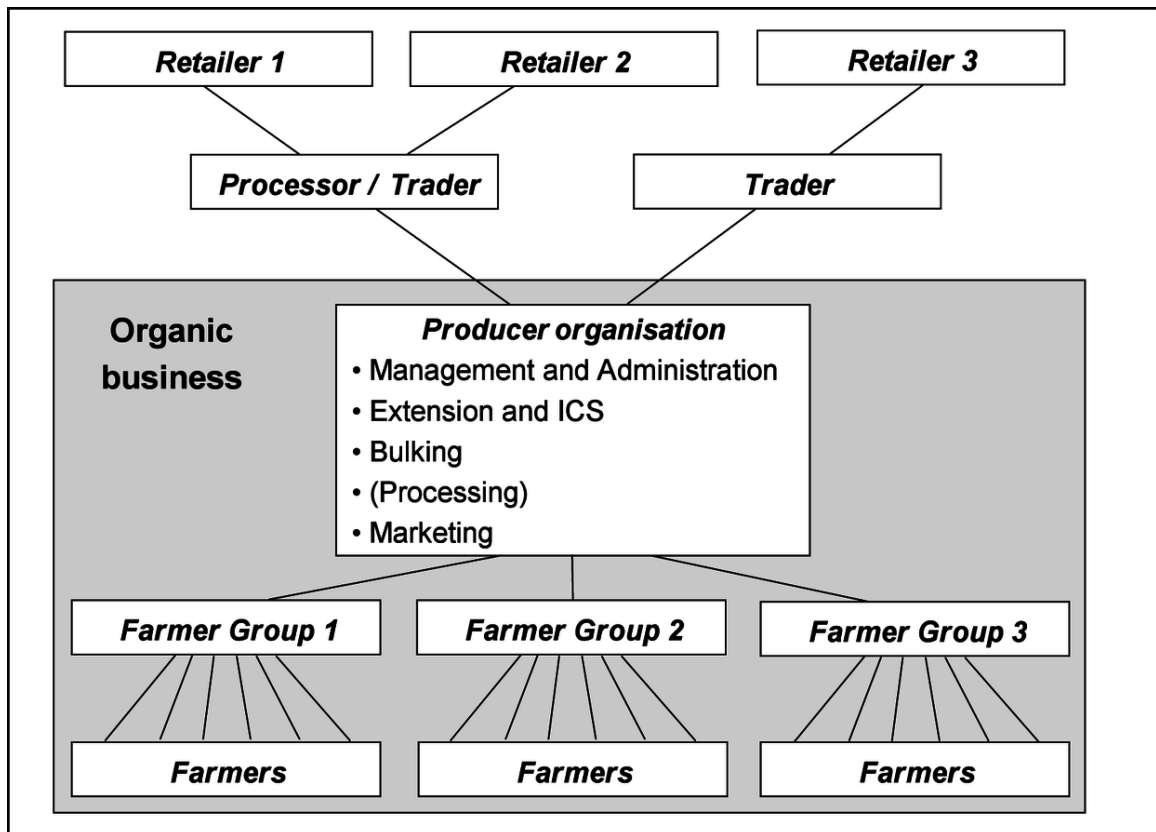 Retailer 1
Retailer 2
Retailer 3
Processor / Trader
Trader
Organic
business
Producer organisation
• Management and Administration
• Extension and ICS
• Bulking
• (Processing)
• Marketing
Farmer Group 1
Farmer Group 2
Farmer Group 3
Farmers
Farmers
Farmers